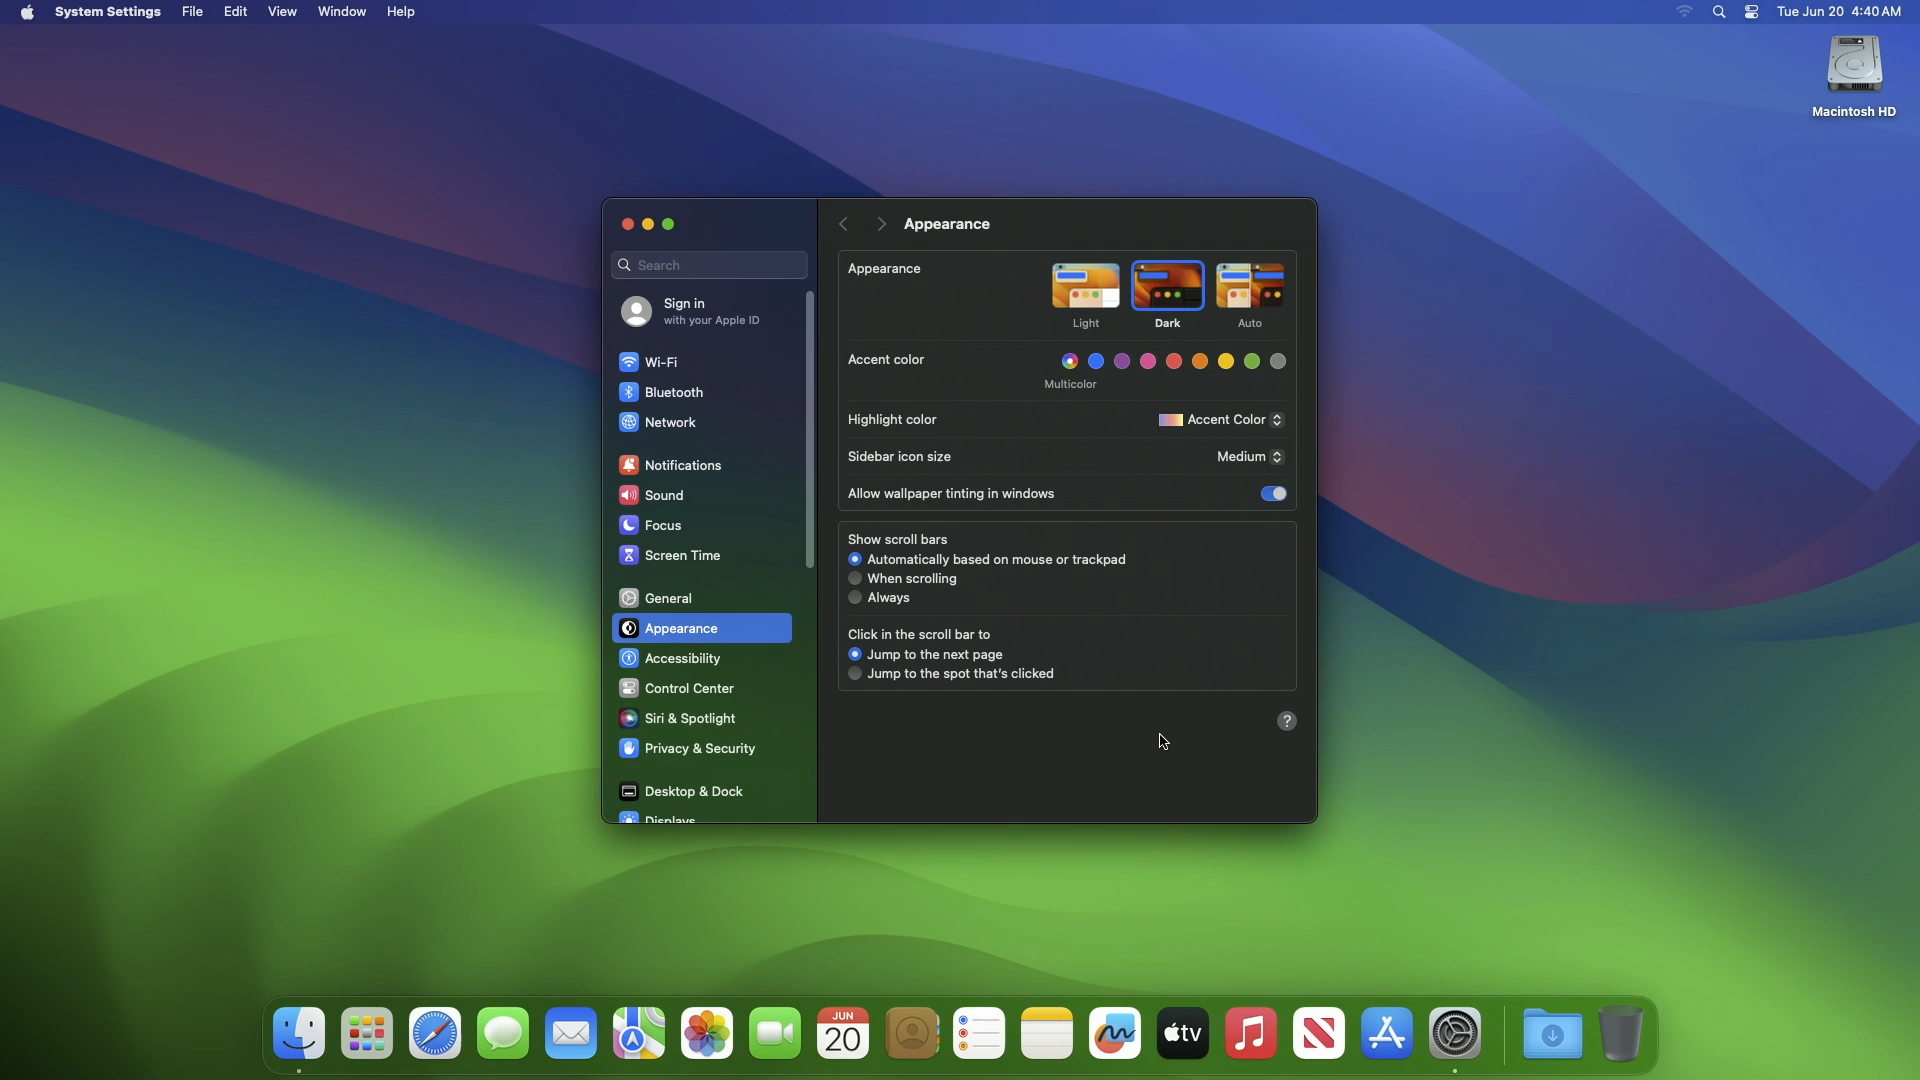 System Settings File Edit View Window Help Tue Jun 20 4:40 AM
Macintosh HD
Search
Sign in
with your Apple ID
Wi-Fi
Bluetooth
Network
Notifications
Sound
Focus
Screen Time
General
Appearance
Accessibility
Control Center
Siri & Spotlight
Privacy & Security
Desktop & Dock
Displays
Appearance
Appearance
Light Dark Auto
Accent color
Multicolor
Highlight color Accent Color
Sidebar icon size Medium
Allow wallpaper tinting in windows
Show scroll bars
Automatically based on mouse or trackpad
When scrolling
Always
Click in the scroll bar to
Jump to the next page
Jump to the spot that's clicked
?
JUN
20
tv